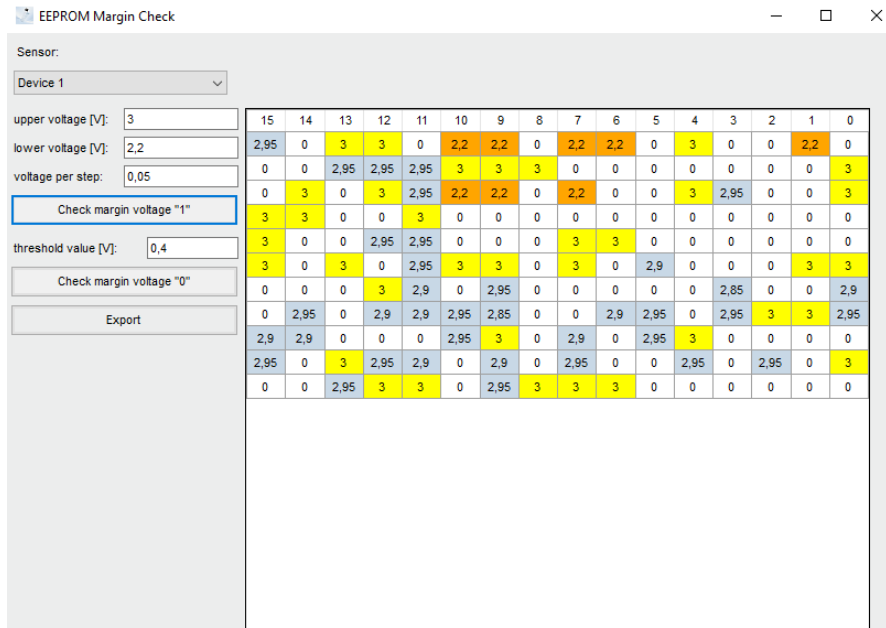 EEPROM Margin Check
Sensor:
Device 1
upper voltage [V]: 3
lower voltage [V]: 2,2
voltage per step: 0,05
Check margin voltage "1"
threshold value [V]: 0,4
Check margin voltage "0"
Export
15 14 13 12 11 10 9 8 7 6 5 4 3 2 1 0
2,95 0 3 3 0 2,2 2,2 0 2,2 2,2 0 3 0 0 2,2 0
0 0 2,95 2,95 2,95 3 3 3 0 0 0 0 0 0 0 3
0 3 0 3 2,95 2,2 2,2 0 2,2 0 0 3 2,95 0 0 3
3 3 0 0 3 0 0 0 0 0 0 0 0 0 0 0
3 0 0 2,95 2,95 0 0 0 3 3 0 0 0 0 0 0
3 0 3 0 2,95 3 3 0 3 0 2,9 0 0 0 3 3
0 0 0 3 2,9 0 2,95 0 0 0 0 0 2,85 0 0 2,9
0 2,95 0 2,9 2,9 2,95 2,85 0 0 2,9 2,95 0 2,95 3 3 2,95
2,9 2,9 0 0 0 2,95 3 0 2,9 0 2,95 3 0 0 0 0
2,95 0 3 2,95 2,9 0 2,9 0 2,95 0 0 2,95 0 2,95 0 3
0 0 2,95 3 3 0 2,95 3 3 3 0 0 0 0 0 0